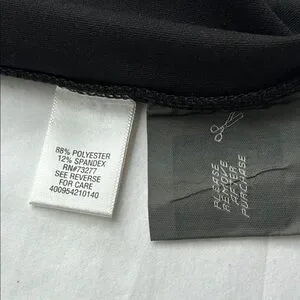 88% POLYESTER
12% SPANDEX
RN#73277
SEE REVERSE
FOR CARE
400954210140
PLEASE
REMOVE
AFTER
PURCHASE